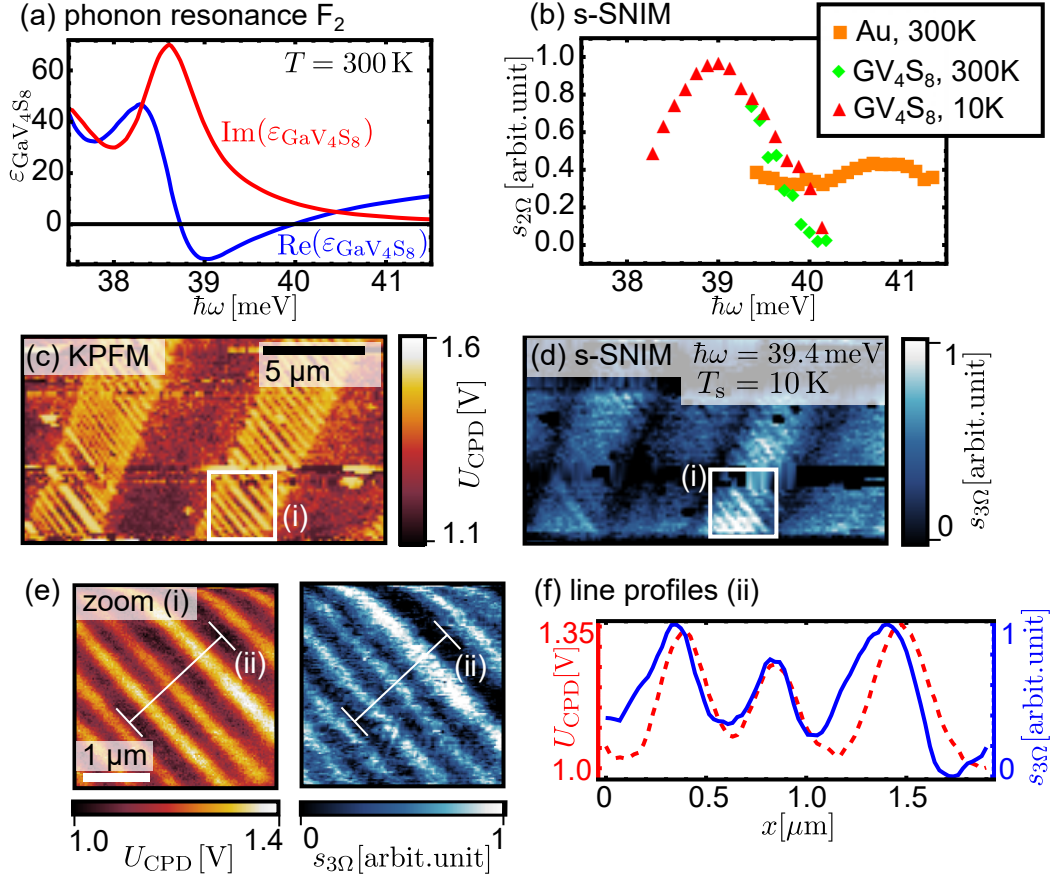 (a) phonon resonance F₂
T = 300 K
ε_GaV₄S₈
60
40
20
0
Im(ε_GaV₄S₈)
Re(ε_GaV₄S₈)
38 39 40 41
ħω [meV]
(b) s-SNIM
Au, 300K
GV₄S₈, 300K
GV₄S₈, 10K
s_2Ω [arbit.unit]
1.0
0.8
0.6
0.4
0.2
0.0
38 39 40 41
ħω [meV]
(c) KPFM
5 µm
(i)
1.6
1.1
U_CPD [V]
(d) s-SNIM ħω = 39.4 meV
T_s = 10 K
(i)
1
0
s_3Ω [arbit.unit]
(e)
zoom (i)
(ii)
1 µm
1.0 1.4
U_CPD [V]
(ii)
0 1
s_3Ω [arbit.unit]
(f) line profiles (ii)
1.35
1.0
U_CPD [V]
1
0
s_3Ω [arbit.unit]
0 0.5 1.0 1.5
x [µm]